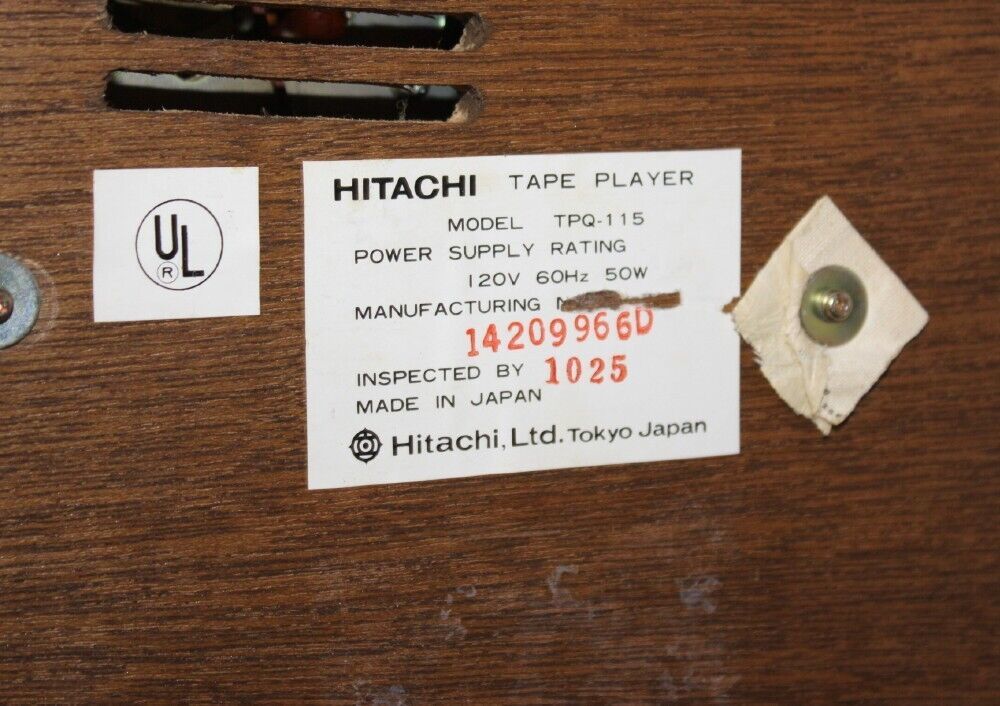 UL
®
HITACHI TAPE PLAYER
MODEL TPQ-115
POWER SUPPLY RATING
120V 60Hz 50W
MANUFACTURING
14209966D
INSPECTED BY 1025
MADE IN JAPAN
Hitachi, Ltd. Tokyo Japan